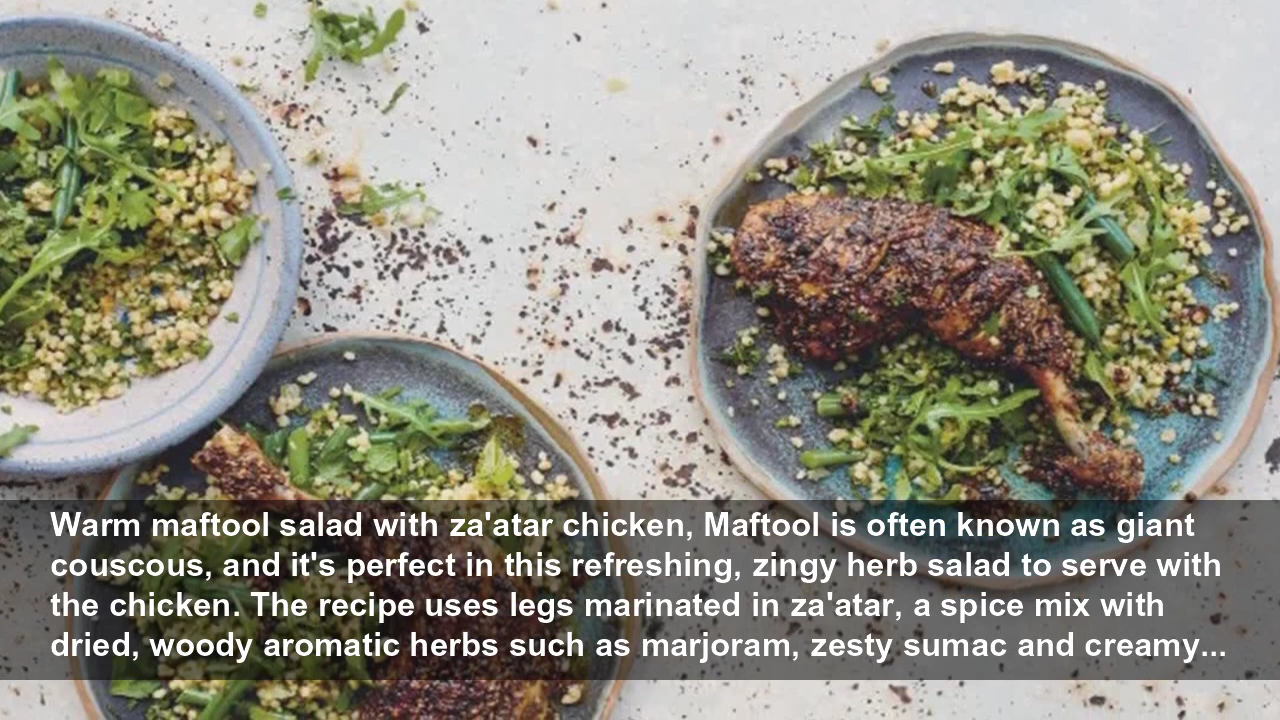 Warm maftool salad with za'atar chicken, Maftool is often known as giant
couscous, and it's perfect in this refreshing, zingy herb salad to serve with
the chicken. The recipe uses legs marinated in za'atar, a spice mix with
dried, woody aromatic herbs such as marjoram, zesty sumac and creamy...